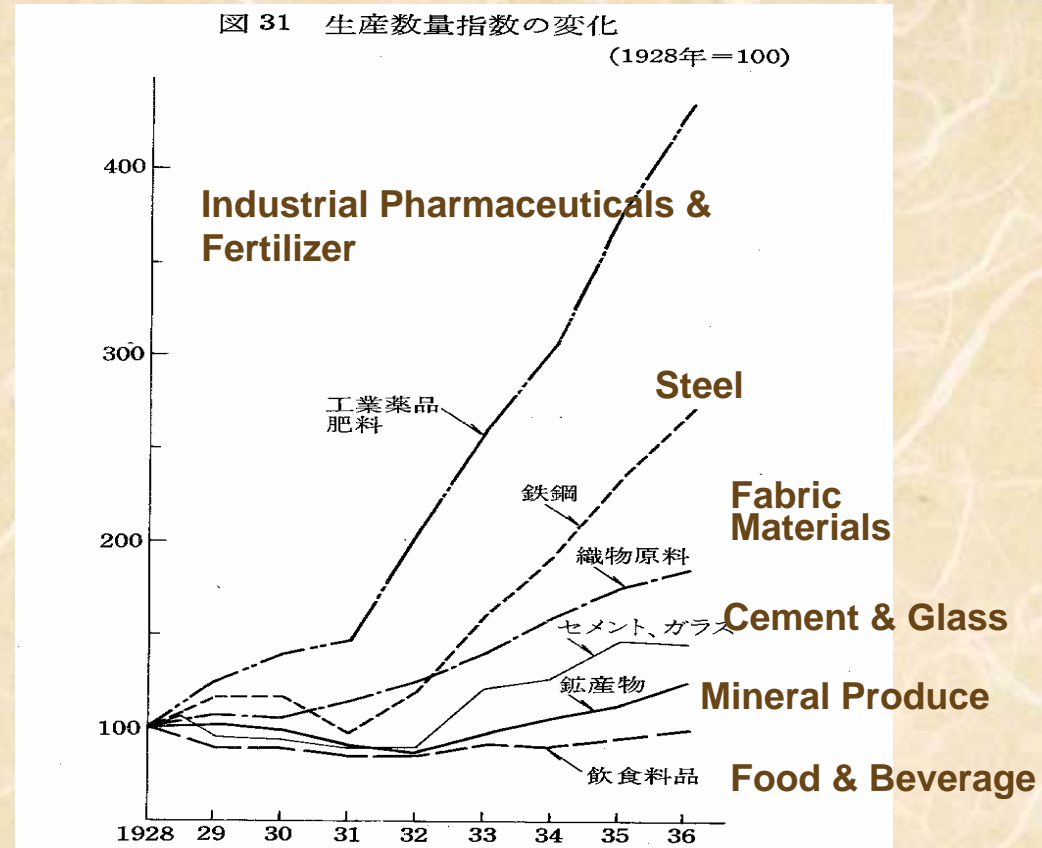 図 31 生産数量指数の変化
(1928年=100)
400
Industrial Pharmaceuticals &
Fertilizer
300
Steel
工業薬品
肥料
鉄鋼
Fabric
Materials
200
織物原料
セメント、ガラス
Cement & Glass
鉱産物
Mineral Produce
100
飲食料品
Food & Beverage
1928 29 30 31 32 33 34 35 36